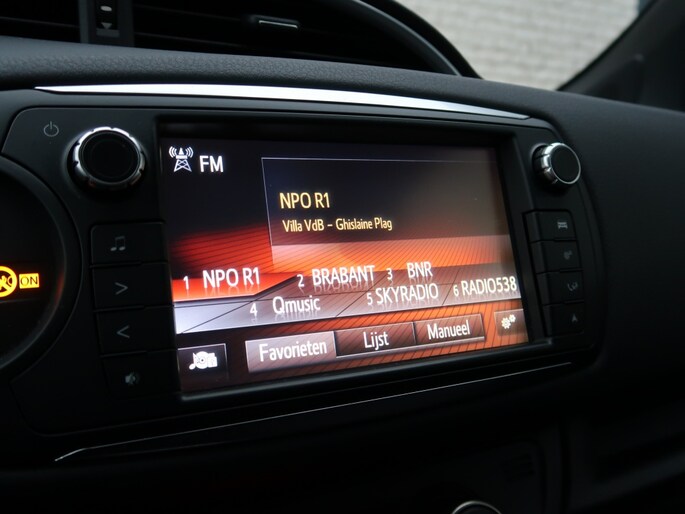 FM
NPO R1
Villa VdB - Ghislaine Plag
1 NPO R1 2 BRABANT 3 BNR
4 Qmusic 5 SKYRADIO 6 RADIO538
Favorieten Lijst Manueel
ON